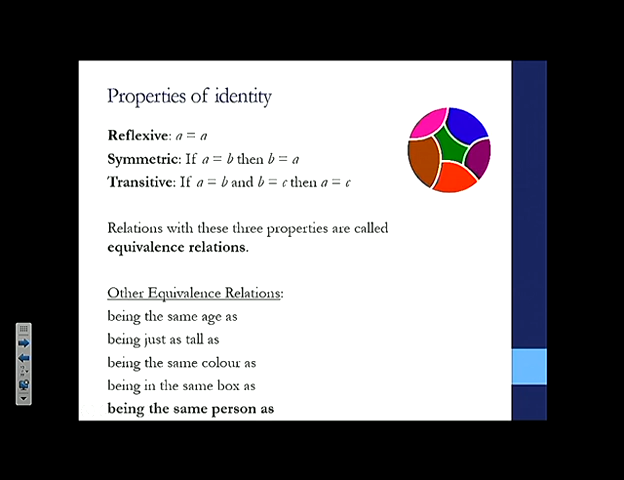 Properties of identity
Reflexive: a = a
Symmetric: If a = b then b = a
Transitive: If a = b and b = c then a = c
Relations with these three properties are called
equivalence relations.
Other Equivalence Relations:
being the same age as
being just as tall as
being the same colour as
being in the same box as
being the same person as